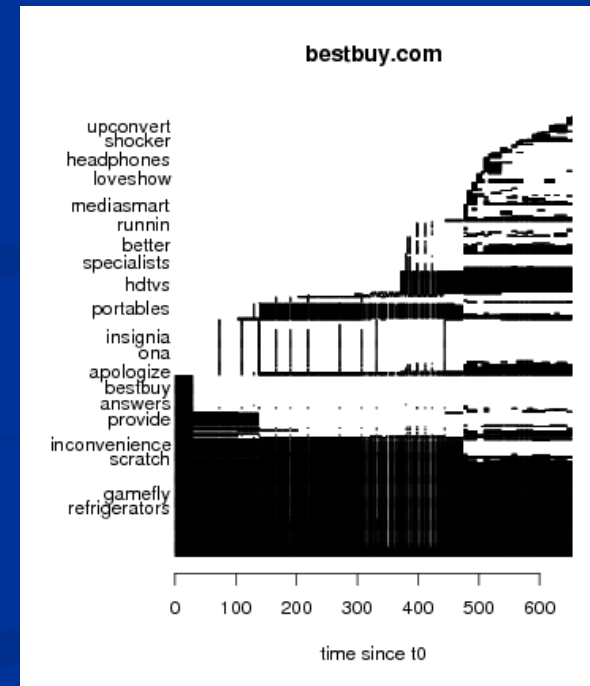 bestbuy.com
upconvert
shocker
headphones
loveshow
mediasmart
runnin
better
specialists
hdtvs
portables
insignia
ona
apologize
bestbuy
answers
provide
inconvenience
scratch
gamefly
refrigerators
0 100 200 300 400 500 600
time since t0